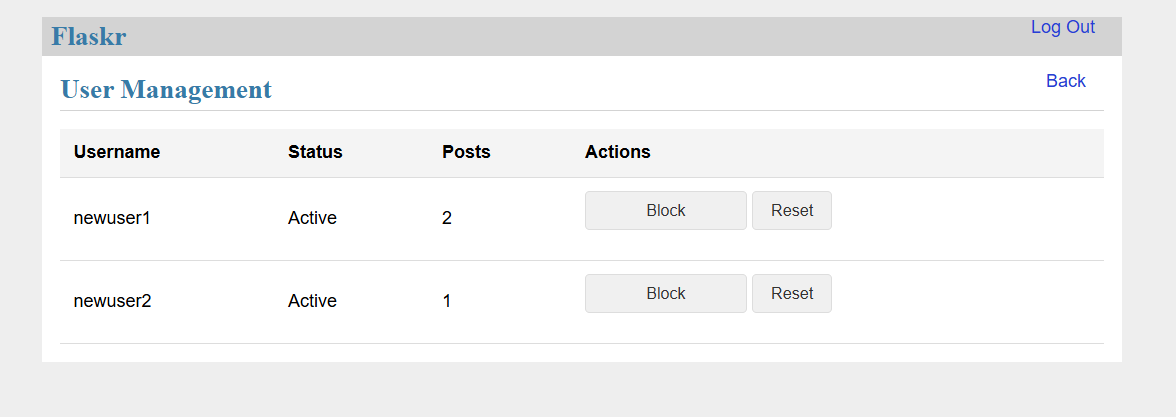 Flaskr Log Out
User Management Back
Username Status Posts Actions
newuser1 Active 2 Block Reset
newuser2 Active 1 Block Reset